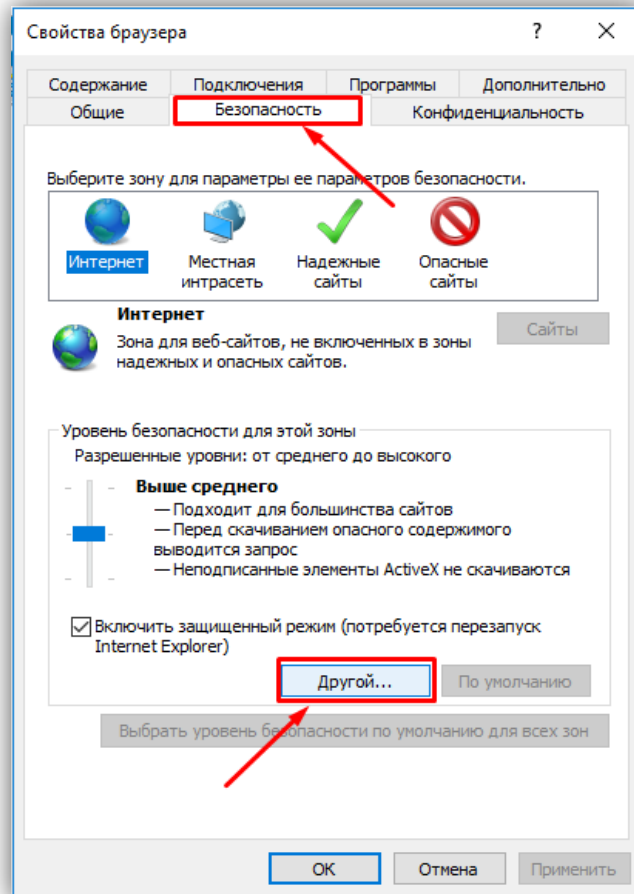 Свойства браузера
?
Содержание Подключения Программы Дополнительно
Общие Безопасность Конфиденциальность
Выберите зону для параметры ее параметров безопасности.
Интернет
Местная
интрасеть
Надежные
сайты
Опасные
сайты
Интернет
Зона для веб-сайтов, не включенных в зоны
надежных и опасных сайтов.
Сайты
Уровень безопасности для этой зоны
Разрешенные уровни: от среднего до высокого
Выше среднего
— Подходит для большинства сайтов
— Перед скачиванием опасного содержимого
выводится запрос
— Неподписанные элементы ActiveX не скачиваются
Включить защищенный режим (потребуется перезапуск
Internet Explorer)
Другой... По умолчанию
Выбрать уровень безопасности по умолчанию для всех зон
ОК Отмена Применить